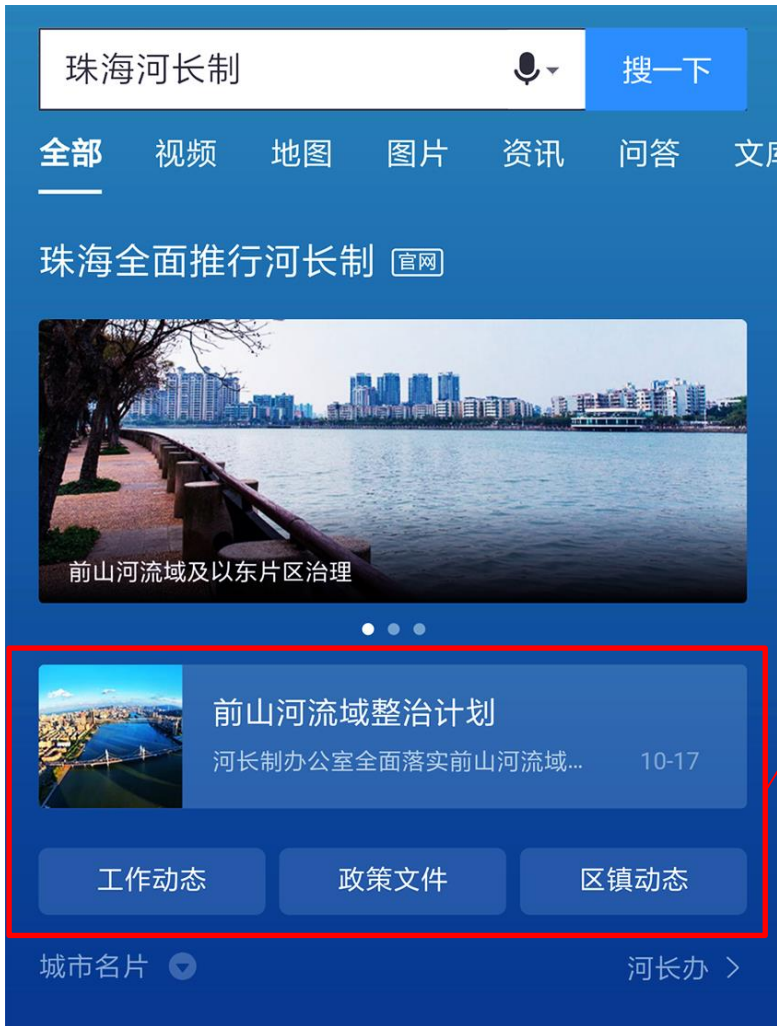 珠海河长制 搜一下
全部 视频 地图 图片 资讯 问答 文
珠海全面推行河长制 官网
前山河流域及以东片区治理
前山河流域整治计划
河长制办公室全面落实前山河流域... 10-17
工作动态 政策文件 区镇动态
城市名片 河长办